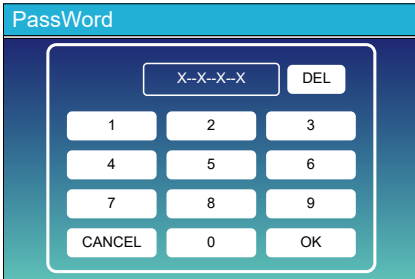 PassWord
X--X--X--X DEL
1 2 3
4 5 6
7 8 9
CANCEL 0 OK